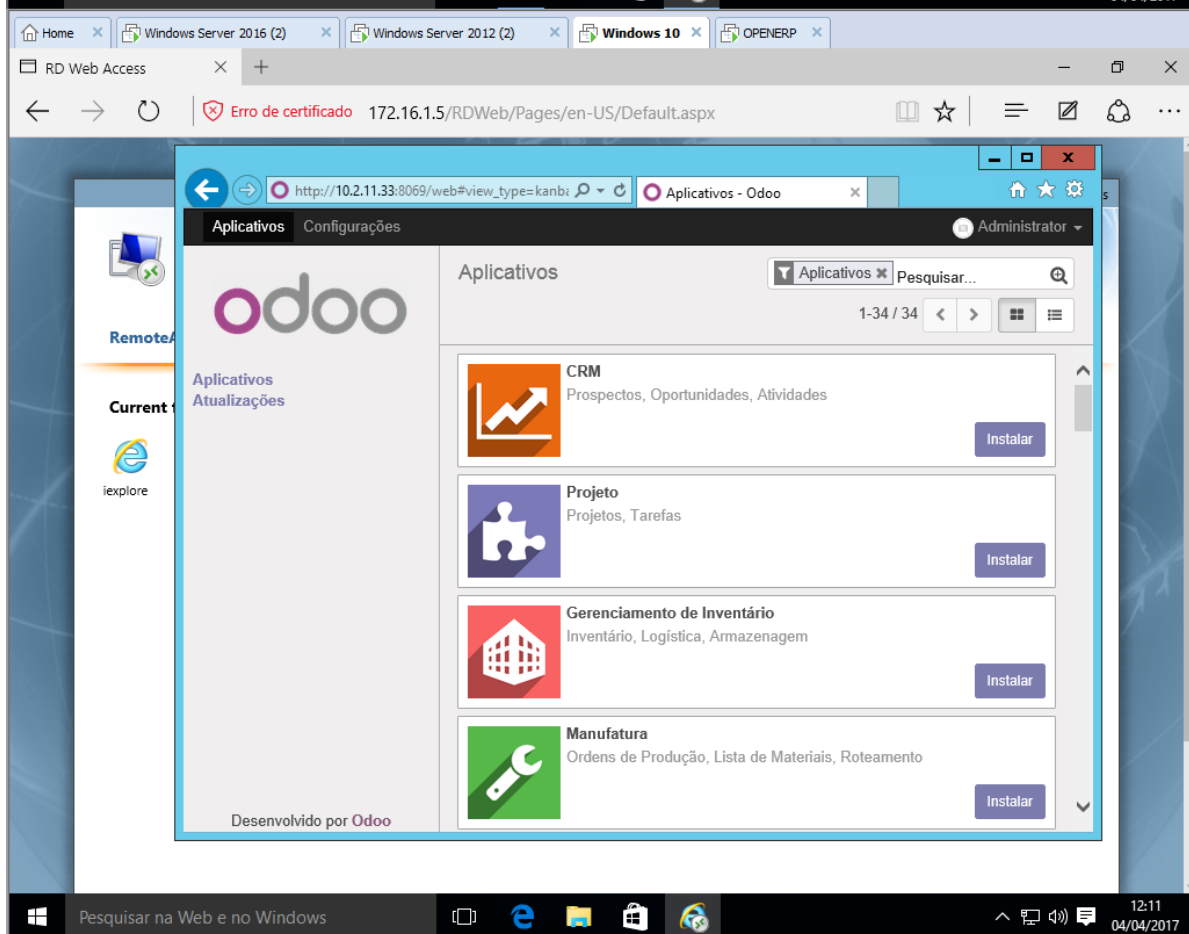 Home
Windows Server 2016 (2)
Windows Server 2012 (2)
Windows 10
OPENERP
RD Web Access
Erro de certificado 172.16.1.5/RDWeb/Pages/en-US/Default.aspx
http://10.2.11.33:8069/web#view_type=kanba
Aplicativos - Odoo
Aplicativos Configurações
Administrator
odoo
Aplicativos
Aplicativos
Pesquisar...
1-34 / 34
RemoteA
Current
iexplore
Aplicativos
Atualizações
CRM
Prospectos, Oportunidades, Atividades
Instalar
Projeto
Projetos, Tarefas
Instalar
Gerenciamento de Inventário
Inventário, Logística, Armazenagem
Instalar
Manufatura
Ordens de Produção, Lista de Materiais, Roteamento
Instalar
Desenvolvido por Odoo
Pesquisar na Web e no Windows
12:11
04/04/2017